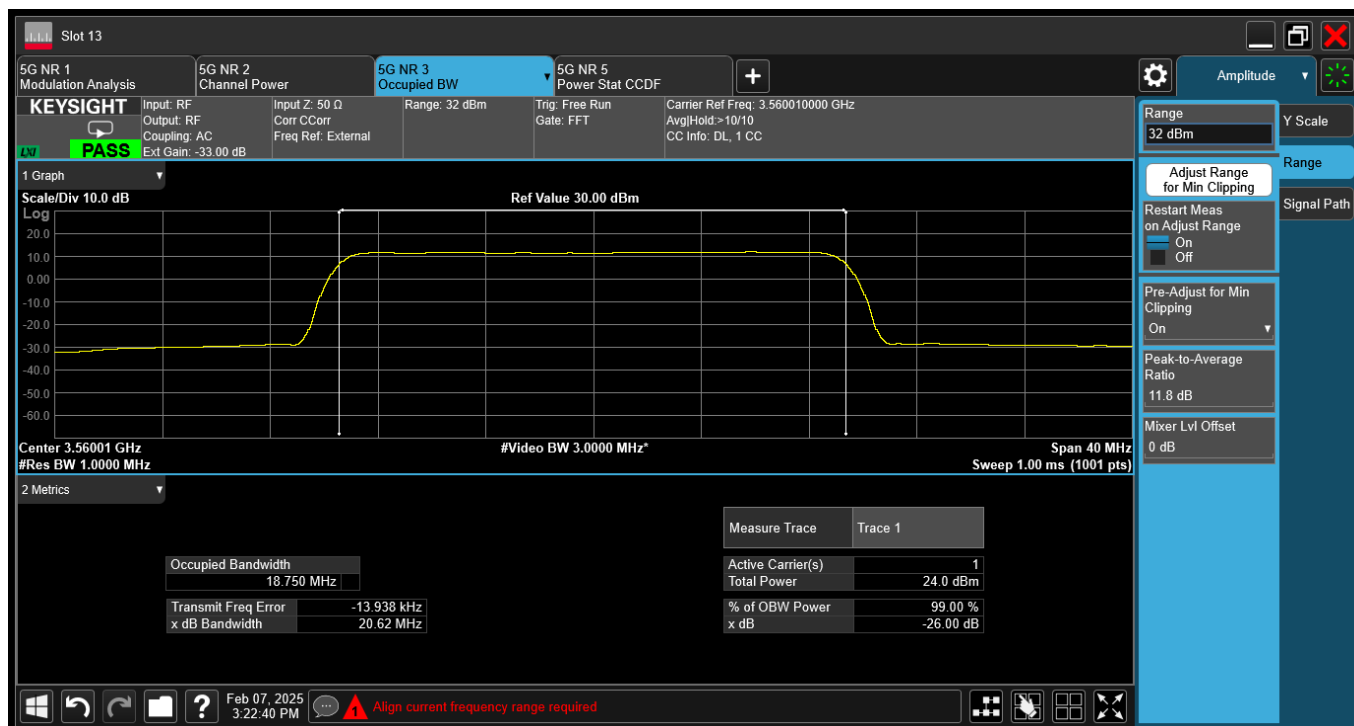 Slot 13
5G NR 1
Modulation Analysis
5G NR 2
Channel Power
5G NR 3
Occupied BW
5G NR 5
Power Stat CCDF
Amplitude
KEYSIGHT
LXI
PASS
Input: RF
Output: RF
Coupling: AC
Ext Gain: -33.00 dB
Input Z: 50 Ω
Corr CCorr
Freq Ref: External
Range: 32 dBm
Trig: Free Run
Gate: FFT
Carrier Ref Freq: 3.560010000 GHz
Avg|Hold:>10/10
CC Info: DL, 1 CC
1 Graph
Scale/Div 10.0 dB
Ref Value 30.00 dBm
Log
20.0
10.0
0.00
-10.0
-20.0
-30.0
-40.0
-50.0
-60.0
Center 3.56001 GHz
#Video BW 3.0000 MHz*
Span 40 MHz
#Res BW 1.0000 MHz
Sweep 1.00 ms (1001 pts)
2 Metrics
Measure Trace Trace 1
Occupied Bandwidth
18.750 MHz
Transmit Freq Error -13.938 kHz
x dB Bandwidth 20.62 MHz
Active Carrier(s) 1
Total Power 24.0 dBm
% of OBW Power 99.00 %
x dB -26.00 dB
Range
32 dBm
Adjust Range
for Min Clipping
Restart Meas
on Adjust Range
On
Off
Pre-Adjust for Min
Clipping
On
Peak-to-Average
Ratio
11.8 dB
Mixer Lvl Offset
0 dB
Y Scale
Range
Signal Path
?
Feb 07, 2025
3:22:40 PM
1
Align current frequency range required